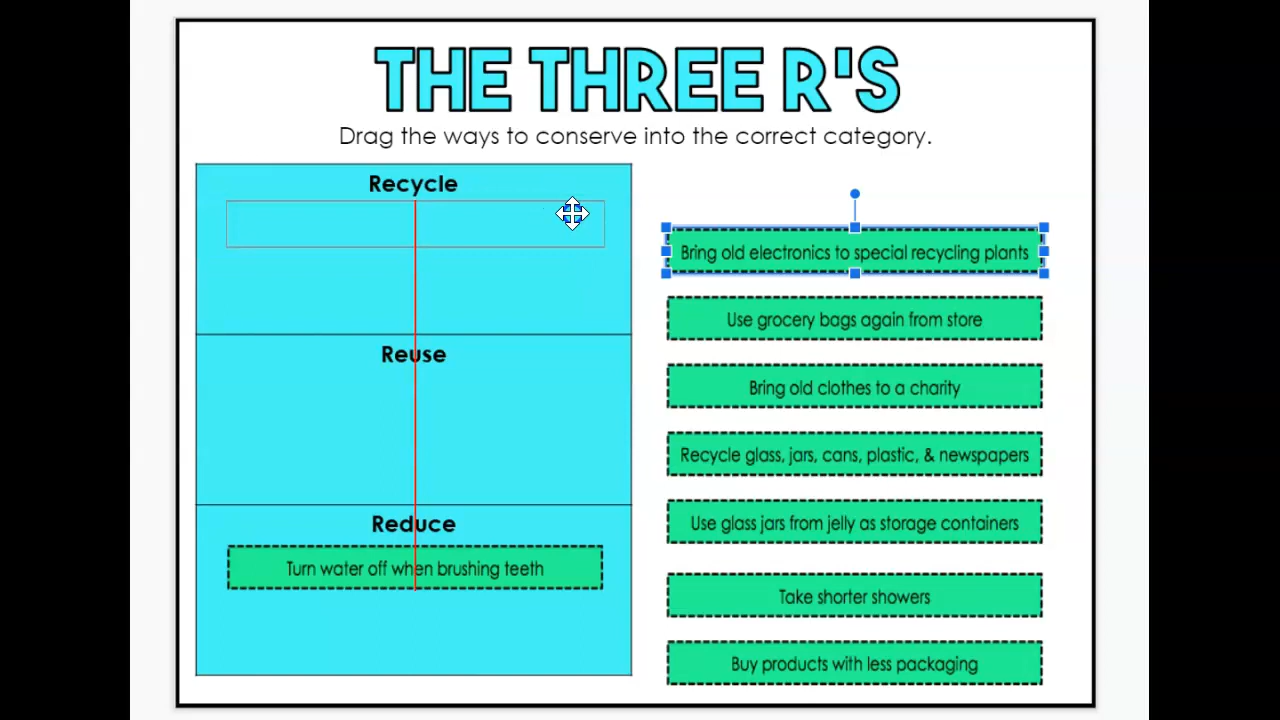 THE THREE R'S
Drag the ways to conserve into the correct category.
Recycle
Reuse
Reduce
Turn water off when brushing teeth
Bring old electronics to special recycling plants
Use grocery bags again from store
Bring old clothes to a charity
Recycle glass, jars, cans, plastic, & newspapers
Use glass jars from jelly as storage containers
Take shorter showers
Buy products with less packaging